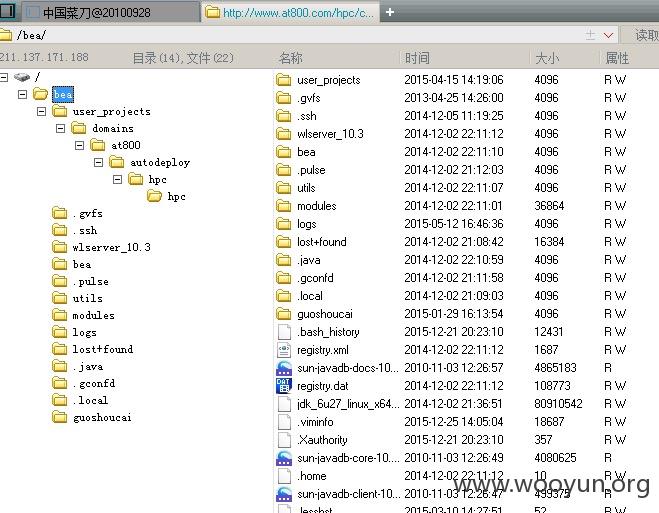 中国菜刀@20100928 http://www.at800.com/hpc/c... +
/bea/ 读取
211.137.171.188 目录(14),文件(22) 名称 时间 大小 属性
/
bea
user_projects
domains
at800
autodeploy
hpc
hpc
.gvfs
.ssh
wlserver_10.3
bea
.pulse
utils
modules
logs
lost+found
.java
.gconfd
.local
guoshoucai
user_projects 2015-04-15 14:19:06 4096 R W
.gvfs 2013-04-25 14:26:00 4096 R W
.ssh 2014-12-05 11:19:25 4096 R W
wlserver_10.3 2014-12-02 22:11:12 4096 R W
bea 2014-12-02 22:11:10 4096 R W
.pulse 2014-12-02 21:12:03 4096 R W
utils 2014-12-02 22:11:07 4096 R W
modules 2014-12-02 22:11:01 36864 R W
logs 2015-05-12 16:46:36 4096 R W
lost+found 2014-12-02 21:08:42 16384 R W
.java 2014-12-02 22:10:59 4096 R W
.gconfd 2014-12-02 21:11:58 4096 R W
.local 2014-12-02 21:09:03 4096 R W
guoshoucai 2015-01-29 16:13:54 4096 R W
.bash_history 2015-12-21 20:23:10 12431 R W
registry.xml 2014-12-02 22:11:12 1687 R W
sun-javadb-docs-10... 2010-11-03 12:26:57 4865183 R
registry.dat 2014-12-02 22:11:12 108773 R W
jdk_6u27_linux_x64... 2014-12-02 21:36:51 80910542 R W
.viminfo 2015-12-25 14:05:04 18687 R W
.Xauthority 2015-12-21 20:23:10 357 R W
sun-javadb-core-10.... 2010-11-03 12:26:49 4080625 R
.home 2014-12-02 22:11:12 10 R W
sun-javadb-client-10... 2010-11-03 12:26:47 499375 R
.lesshst 2015-03-10 14:27:51 52 R W
www.wooyun.org